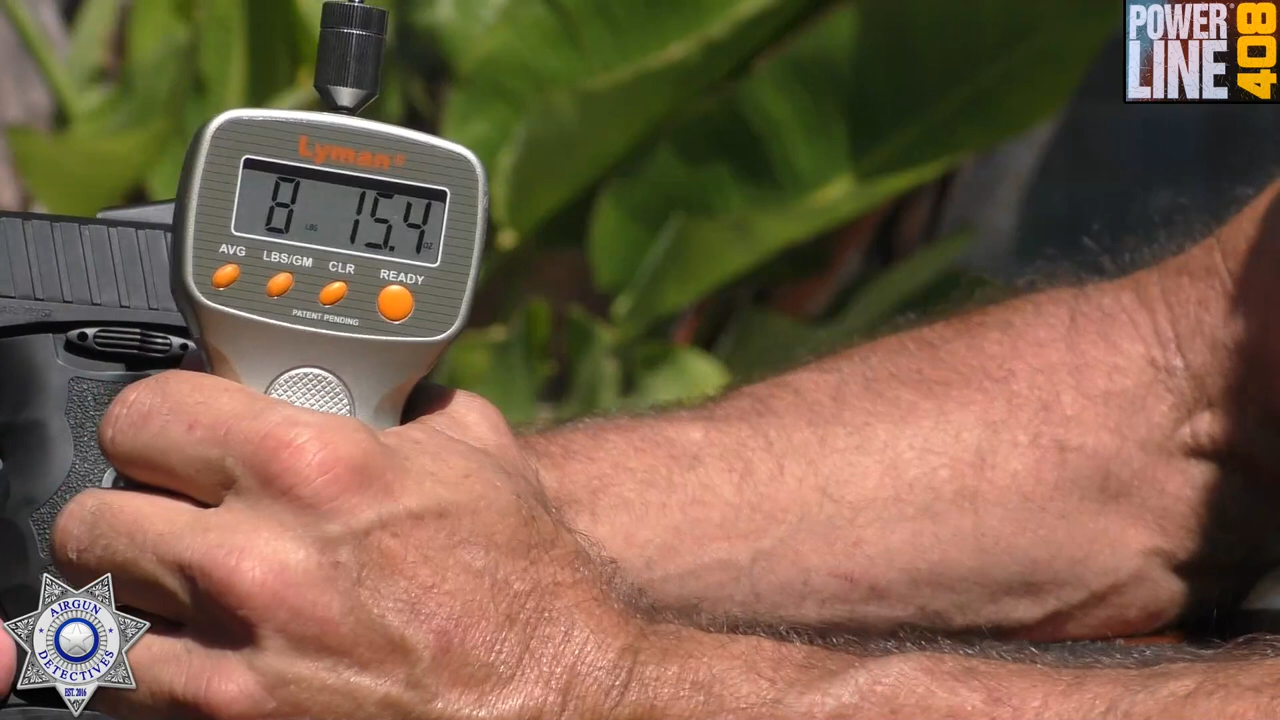 POWER
LINE
408
Lyman®
8 LBS 15.4 OZ
AVG LBS/GM CLR READY
PATENT PENDING
AIRGUN
DETECTIVES
EST. 2016